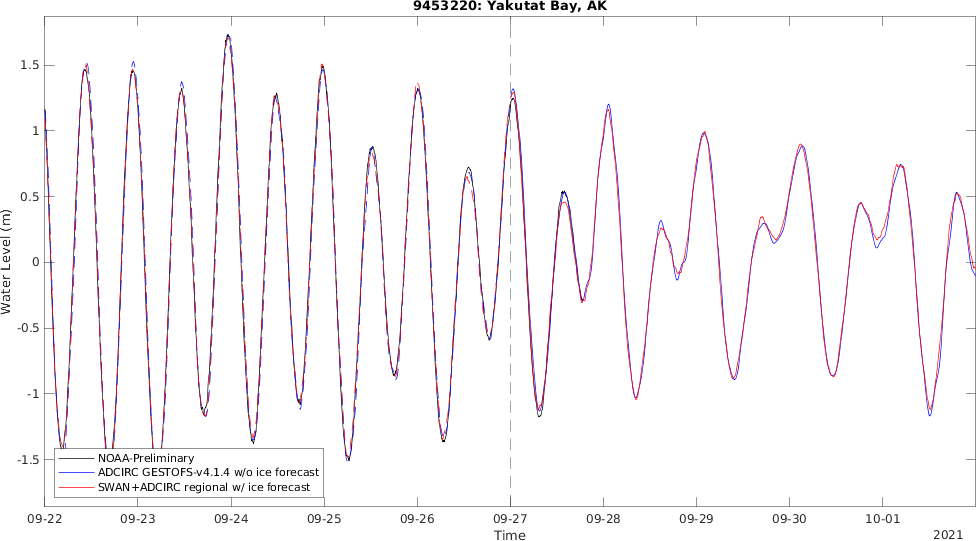 9453220: Yakutat Bay, AK
1.5
1
0.5
0
-0.5
-1
-1.5
Water Level (m)
NOAA-Preliminary
ADCIRC GESTOFS-v4.1.4 w/o ice forecast
SWAN+ADCIRC regional w/ ice forecast
09-22 09-23 09-24 09-25 09-26 09-27 09-28 09-29 09-30 10-01
Time
2021